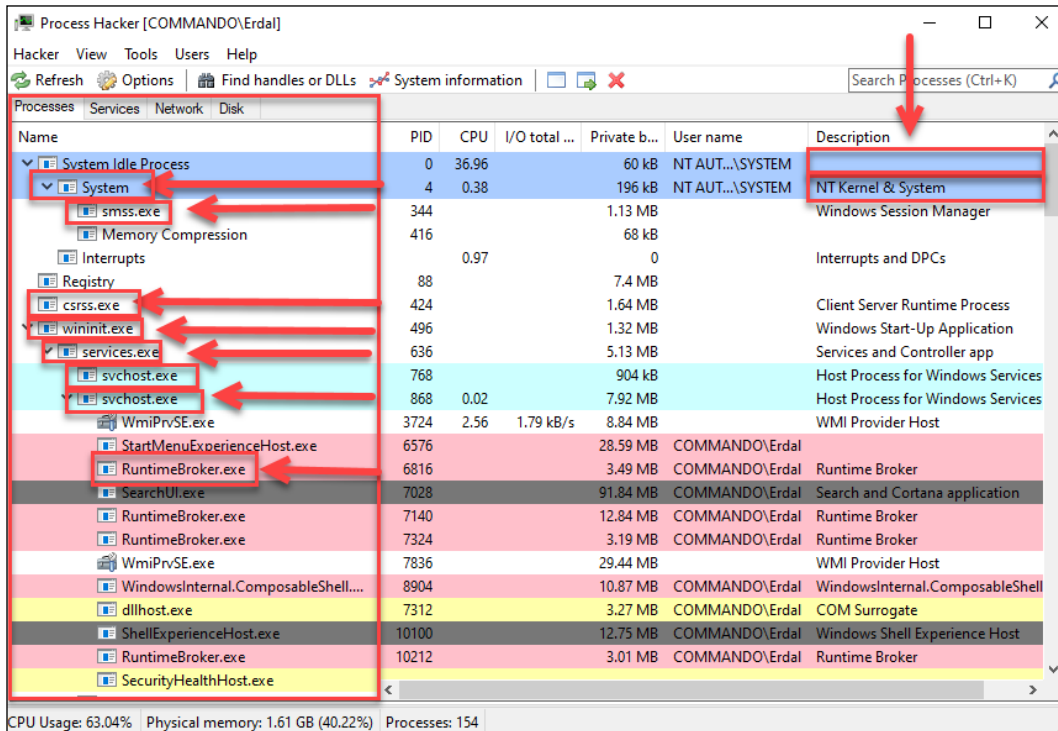 Process Hacker [COMMANDO\Erdal]
Hacker View Tools Users Help
Refresh Options Find handles or DLLs System information Search Processes (Ctrl+K)
Processes Services Network Disk
Name PID CPU I/O total ... Private b... User name Description
System Idle Process 0 36.96 60 kB NT AUT...\SYSTEM
System 4 0.38 196 kB NT AUT...\SYSTEM NT Kernel & System
smss.exe 344 1.13 MB Windows Session Manager
Memory Compression 416 68 kB
Interrupts 0.97 0 Interrupts and DPCs
Registry 88 7.4 MB
csrss.exe 424 1.64 MB Client Server Runtime Process
wininit.exe 496 1.32 MB Windows Start-Up Application
services.exe 636 5.13 MB Services and Controller app
svchost.exe 768 904 kB Host Process for Windows Services
svchost.exe 868 0.02 7.92 MB Host Process for Windows Services
WmiPrvSE.exe 3724 2.56 1.79 kB/s 8.84 MB WMI Provider Host
StartMenuExperienceHost.exe 6576 28.59 MB COMMANDO\Erdal
RuntimeBroker.exe 6816 3.49 MB COMMANDO\Erdal Runtime Broker
SearchUI.exe 7028 91.84 MB COMMANDO\Erdal Search and Cortana application
RuntimeBroker.exe 7140 12.84 MB COMMANDO\Erdal Runtime Broker
RuntimeBroker.exe 7324 3.19 MB COMMANDO\Erdal Runtime Broker
WmiPrvSE.exe 7836 29.44 MB WMI Provider Host
WindowsInternal.ComposableShell.... 8904 10.87 MB COMMANDO\Erdal WindowsInternal.ComposableShell
dllhost.exe 7312 3.27 MB COMMANDO\Erdal COM Surrogate
ShellExperienceHost.exe 10100 12.75 MB COMMANDO\Erdal Windows Shell Experience Host
RuntimeBroker.exe 10212 3.01 MB COMMANDO\Erdal Runtime Broker
SecurityHealthHost.exe
CPU Usage: 63.04% Physical memory: 1.61 GB (40.22%) Processes: 154